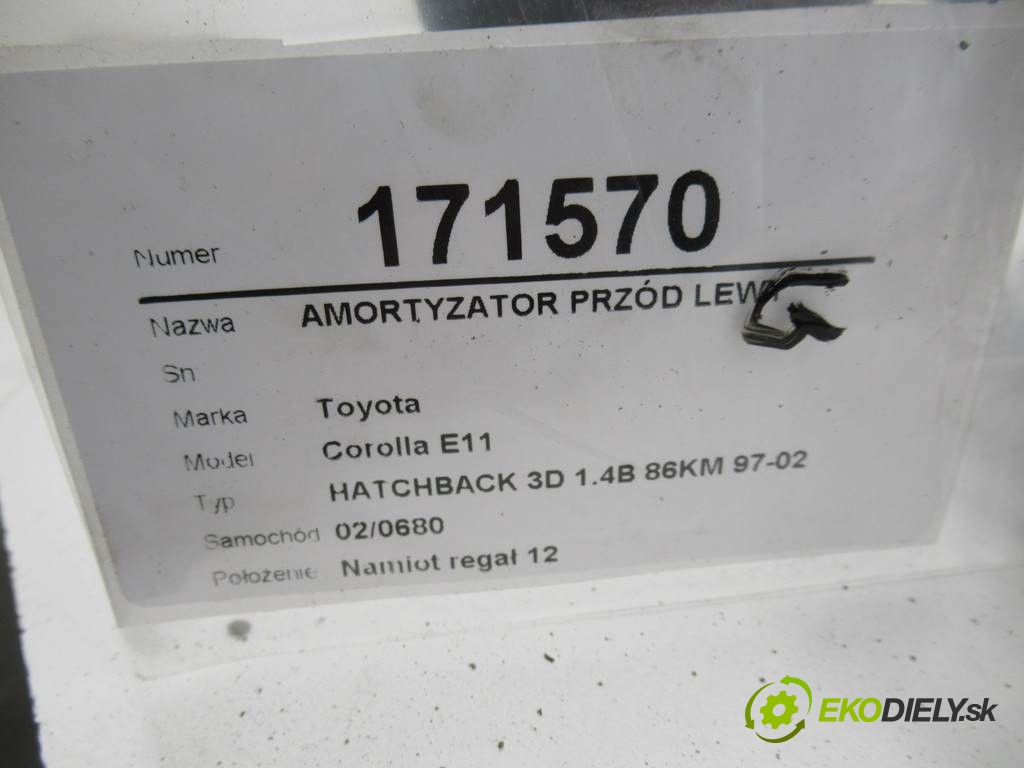 Numer 171570
Nazwa AMORTYZATOR PRZÓD LEWY
G
Sn
Marka Toyota
Model Corolla E11
Typ HATCHBACK 3D 1.4B 86KM 97-02
Samochód 02/0680
Położenie Namiot regał 12
EKODIELY.sk